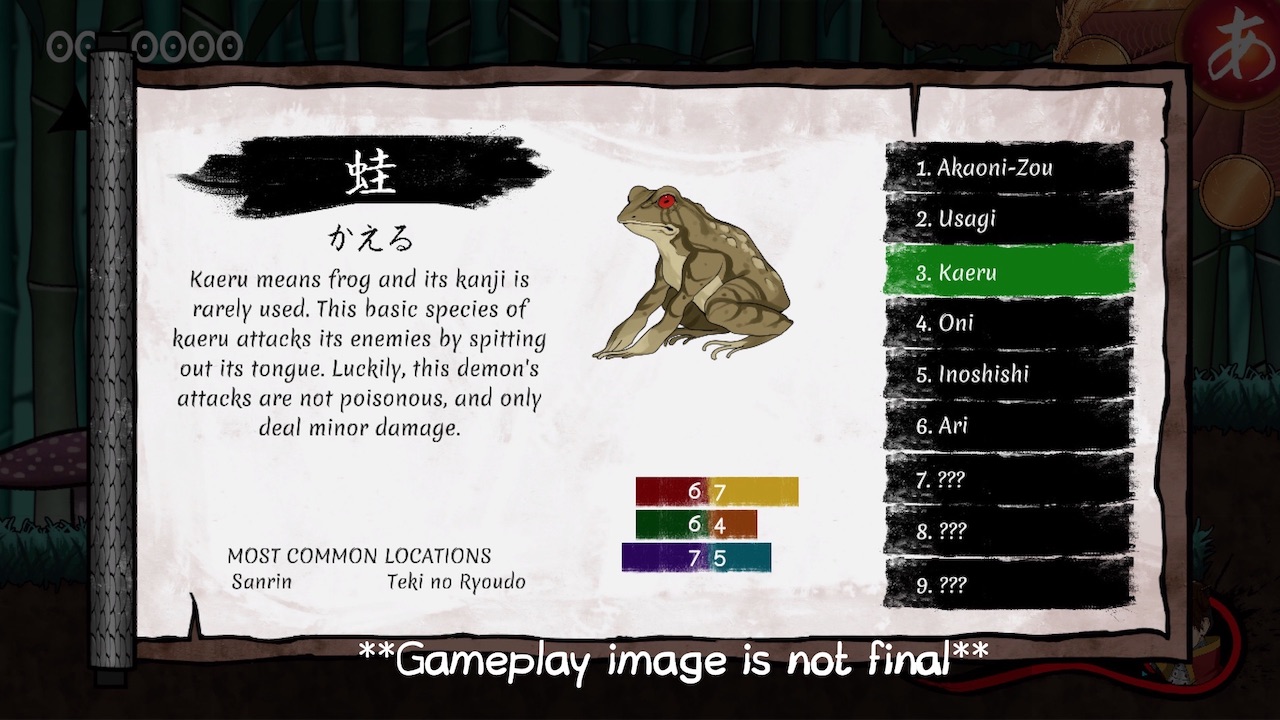 あ
蛙
かえる
Kaeru means frog and its kanji is
rarely used. This basic species of
kaeru attacks its enemies by spitting
out its tongue. Luckily, this demon's
attacks are not poisonous, and only
deal minor damage.
MOST COMMON LOCATIONS
Sanrin Teki no Ryoudo
6 7
6 4
7 5
1. Akaoni-Zou
2. Usagi
3. Kaeru
4. Oni
5. Inoshishi
6. Ari
7. ???
8. ???
9. ???
**Gameplay image is not final**